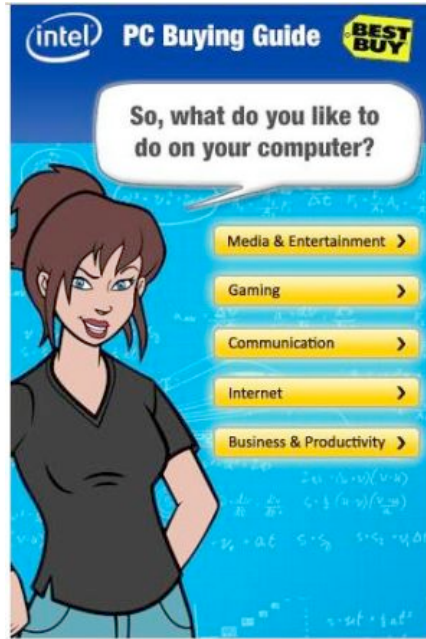 intel PC Buying Guide BEST
BUY
So, what do you like to
do on your computer?
Media & Entertainment
Gaming
Communication
Internet
Business & Productivity